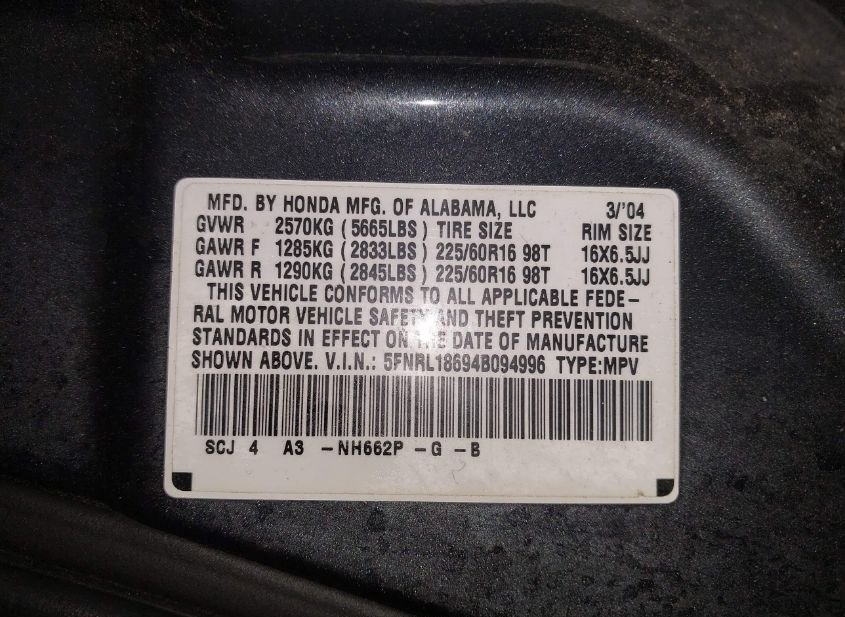 MFD. BY HONDA MFG. OF ALABAMA, LLC 3/'04
GVWR 2570KG (5665LBS) TIRE SIZE RIM SIZE
GAWR F 1285KG (2833LBS) 225/60R16 98T 16X6.5JJ
GAWR R 1290KG (2845LBS) 225/60R16 98T 16X6.5JJ
THIS VEHICLE CONFORMS TO ALL APPLICABLE FEDE-
RAL MOTOR VEHICLE SAFETY AND THEFT PREVENTION
STANDARDS IN EFFECT ON THE DATE OF MANUFACTURE
SHOWN ABOVE. V.I.N.: 5FNRL18694B094996 TYPE:MPV
SCJ 4 A3 -NH662P -G -B